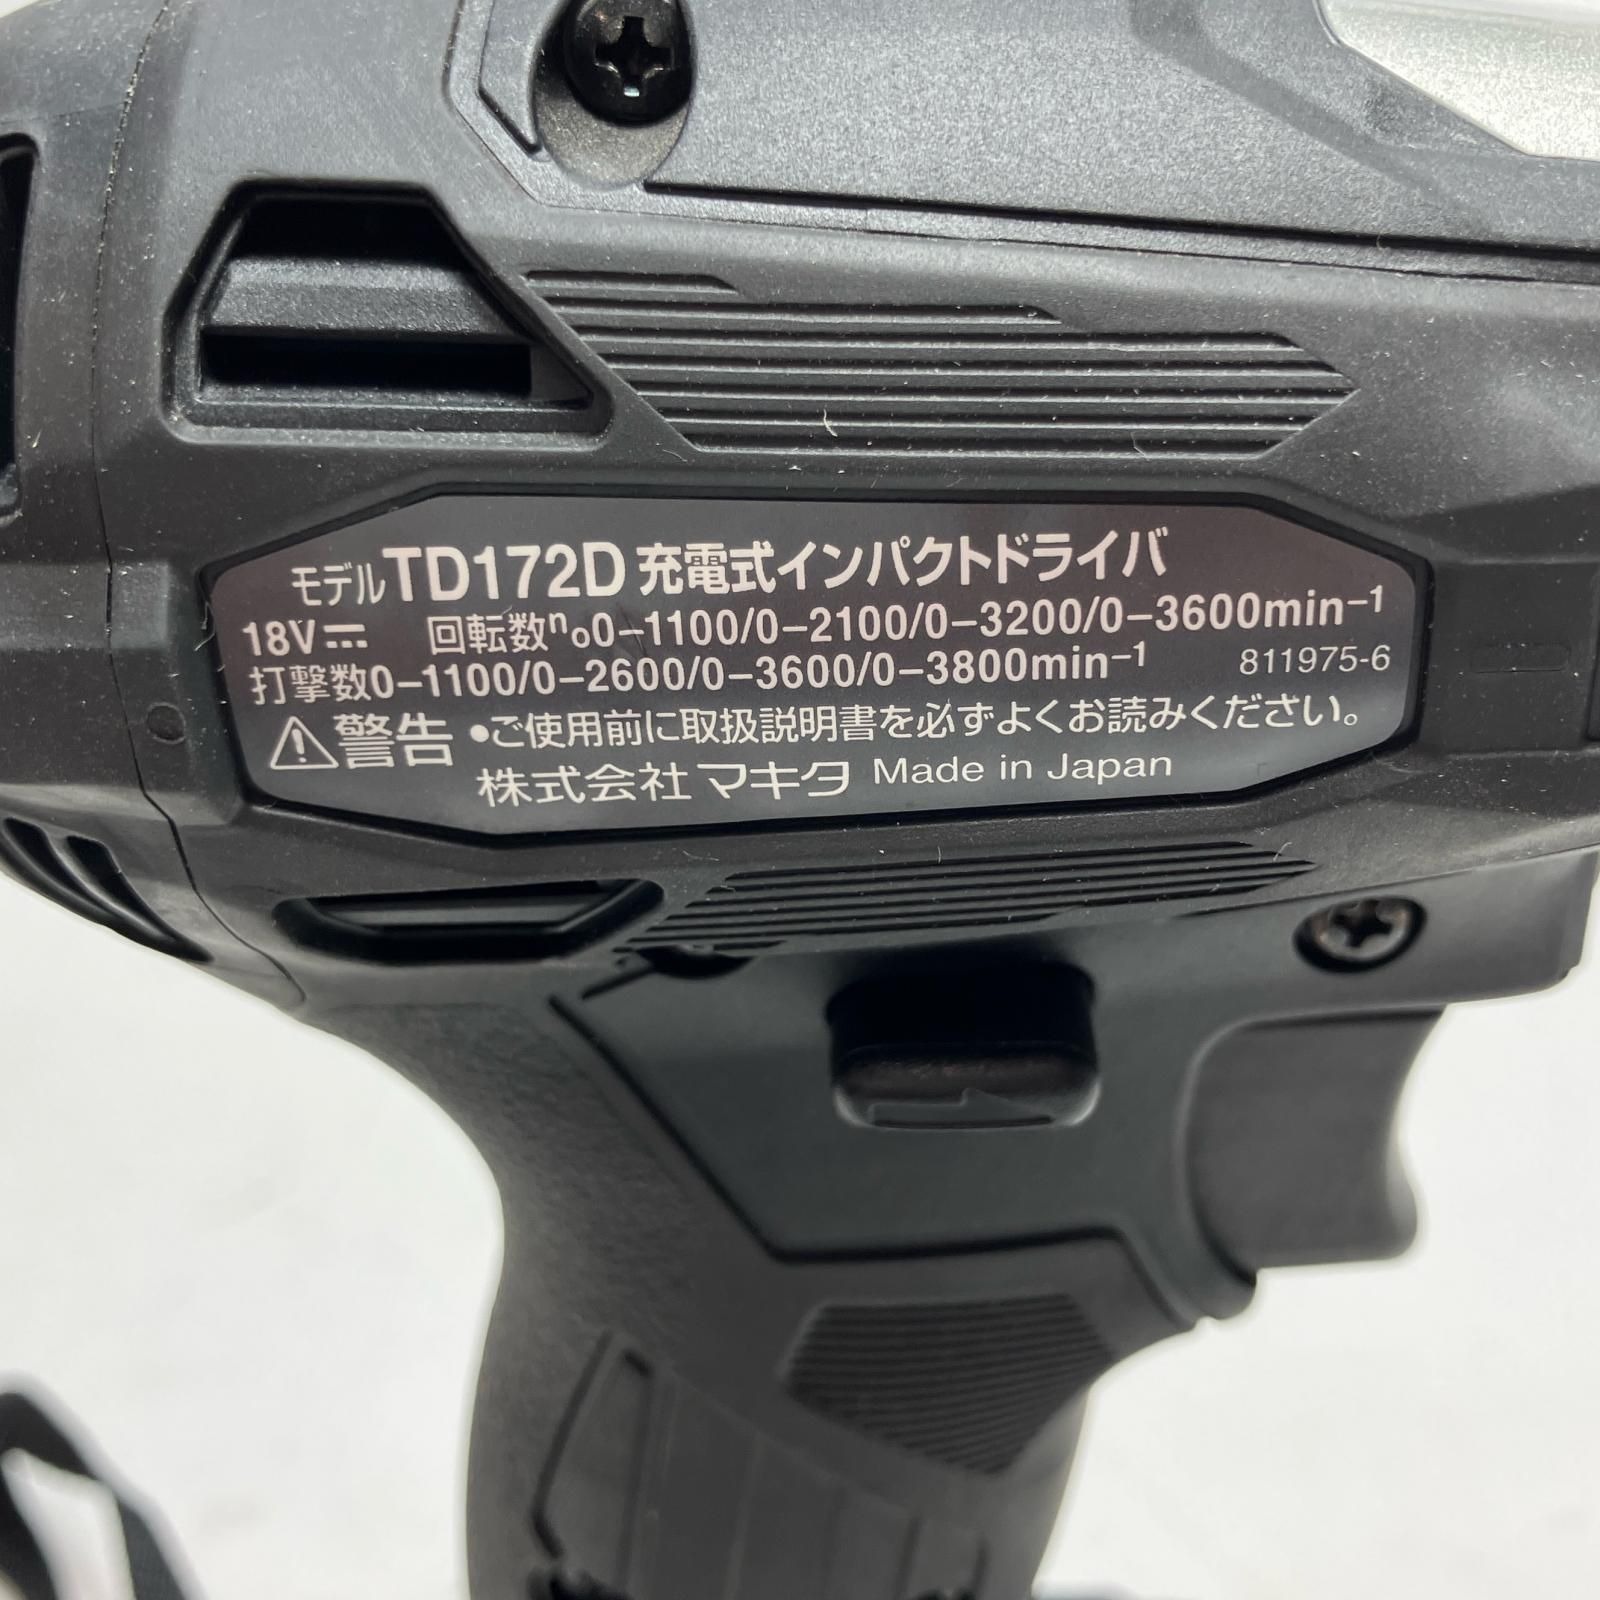 モデルTD172D 充電式インパクトドライバ
18V⎓ 回転数n₀0−1100/0−2100/0−3200/0−3600min⁻¹
打撃数0−1100/0−2600/0−3600/0−3800min⁻¹ 811975-6
⚠警告 •ご使用前に取扱説明書を必ずよくお読みください。
株式会社マキタ Made in Japan